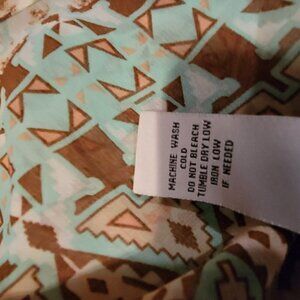 MACHINE WASH
COLD
DO NOT BLEACH
TUMBLE DRY LOW
IRON LOW
IF NEEDED